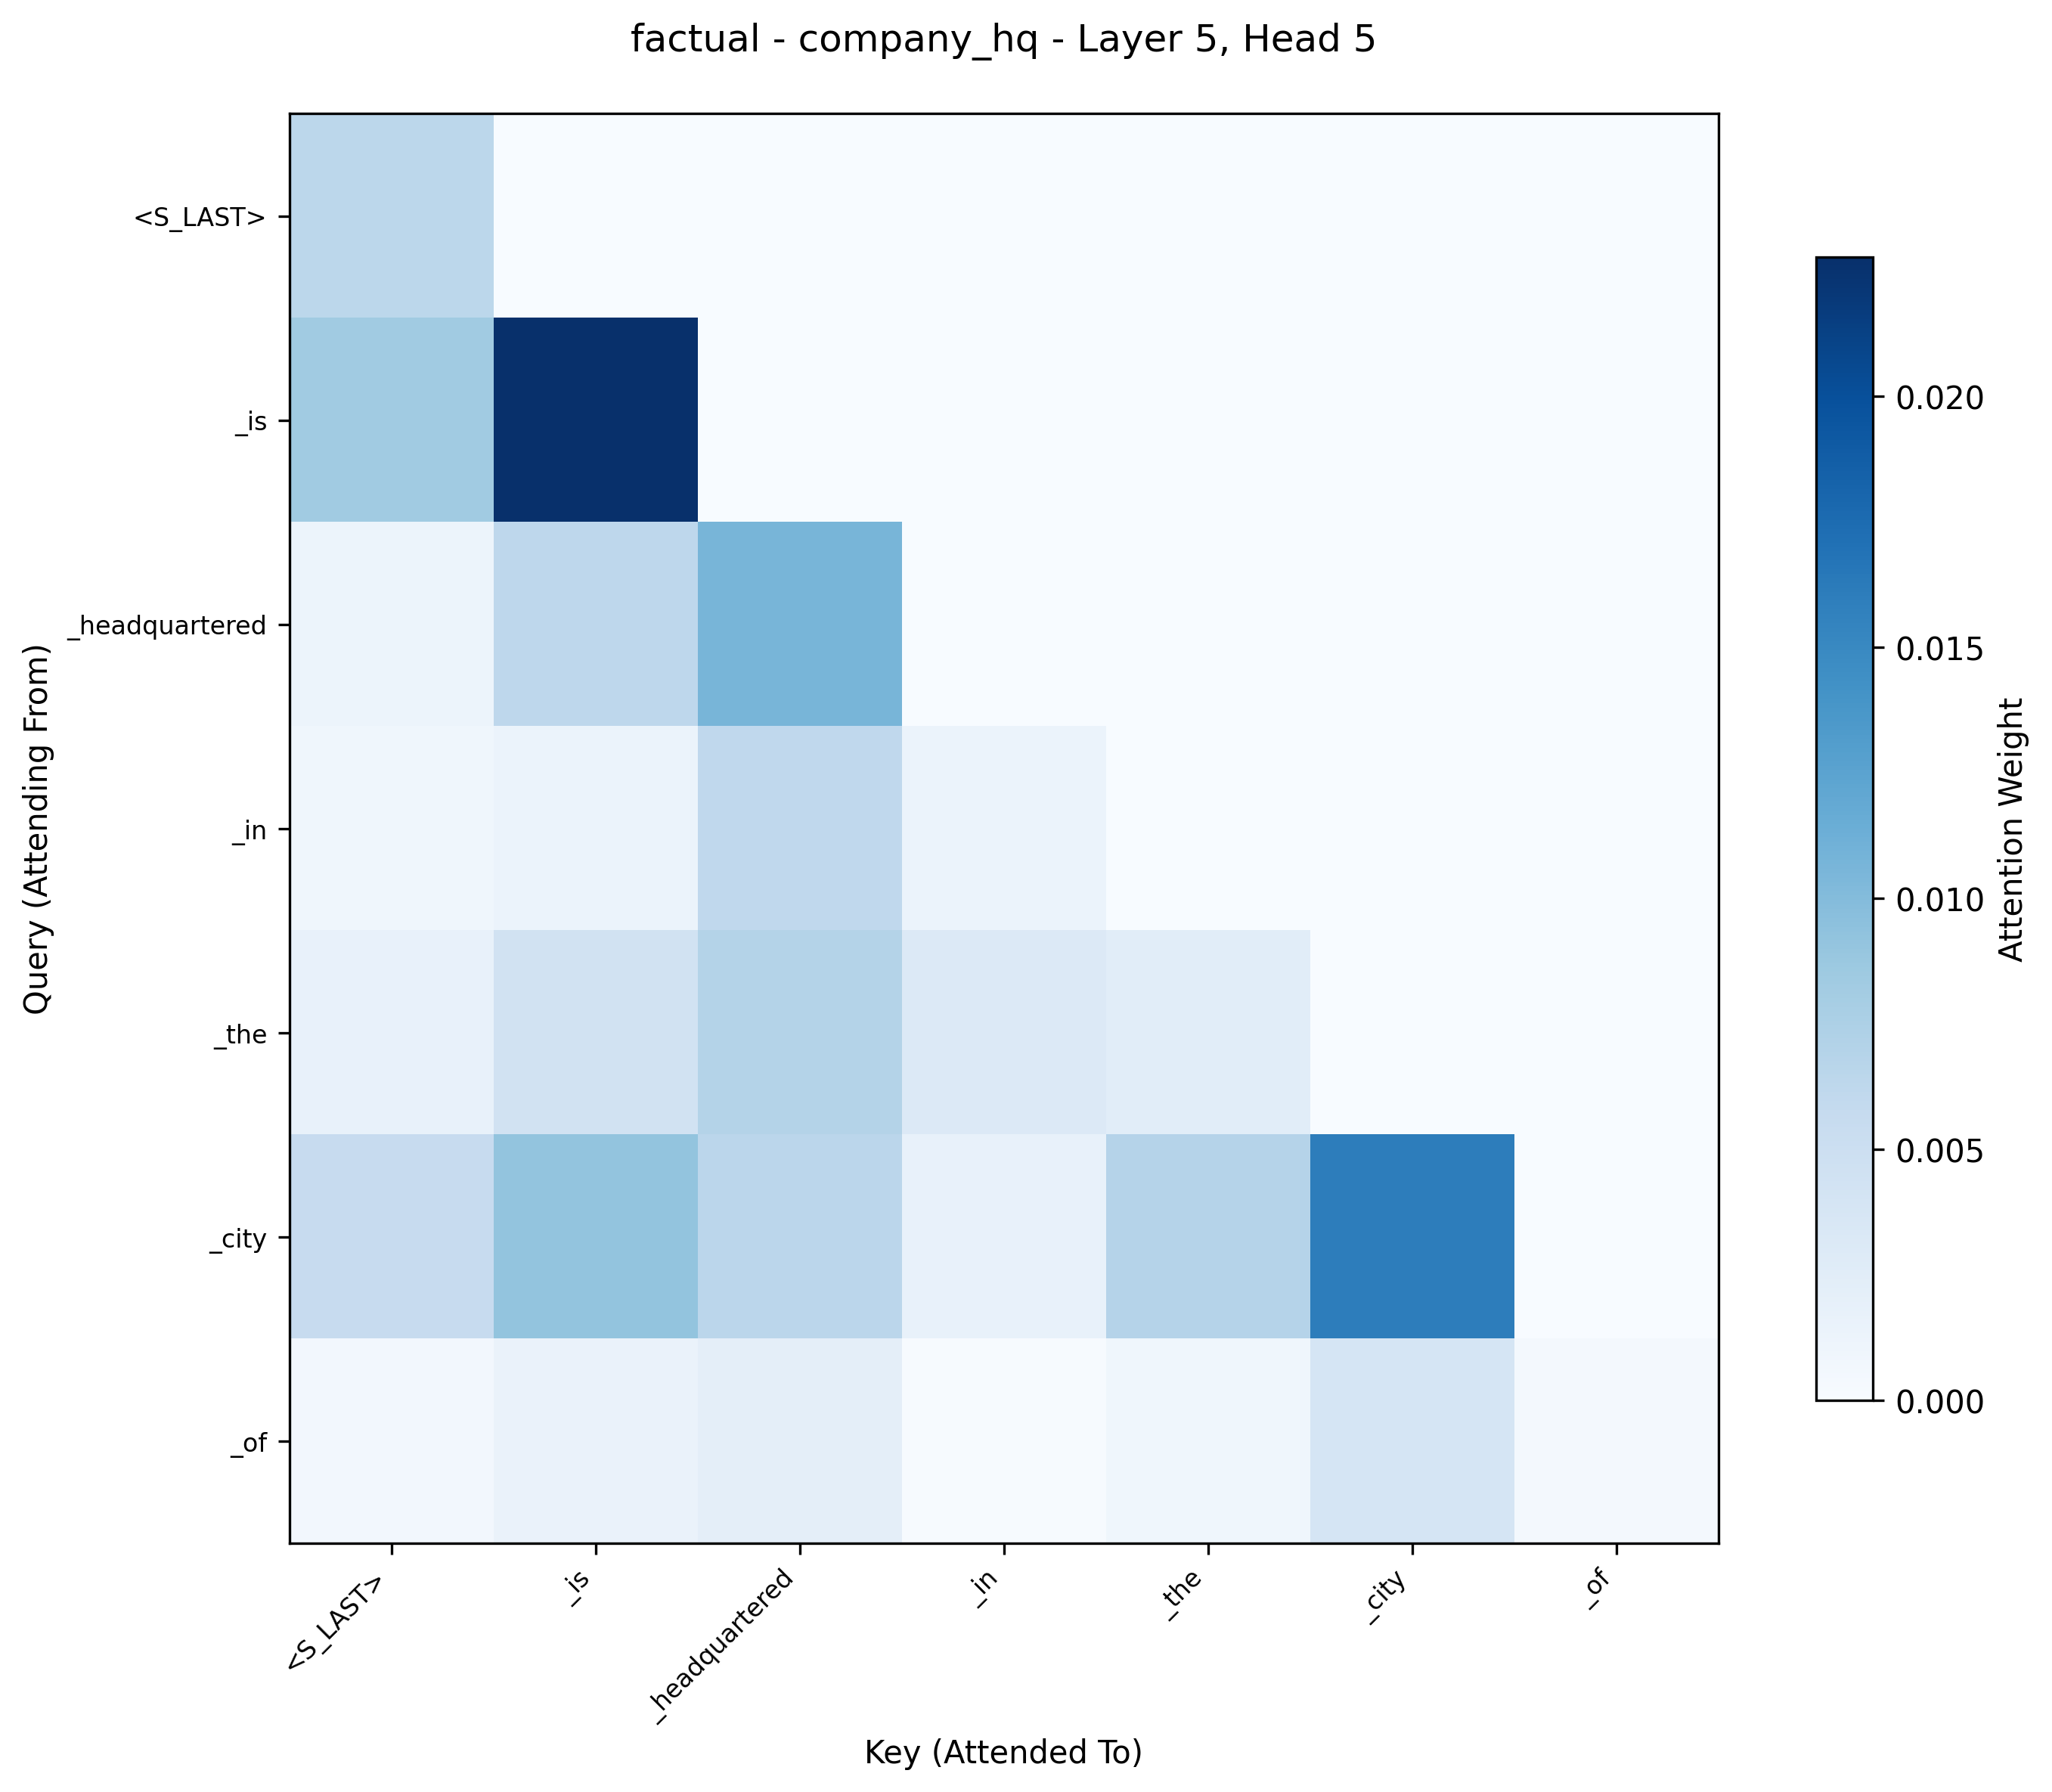 factual - company_hq - Layer 5, Head 5
Query (Attending From)
<S_LAST>
_is
_headquartered
_in
_the
_city
_of
<S_LAST>
_is
_headquartered
_in
_the
_city
_of
Key (Attended To)
0.020
0.015
0.010
0.005
0.000
Attention Weight